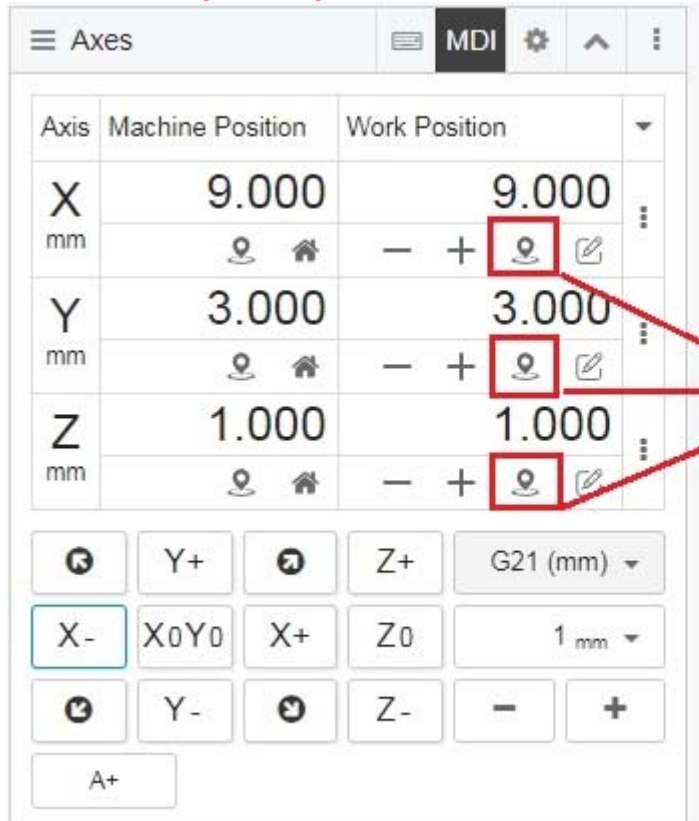 Axes MDI
Axis Machine Position Work Position
X 9.000 9.000
mm
Y 3.000 3.000
mm
Z 1.000 1.000
mm
Y+ Z+ G21 (mm)
X- X0Y0 X+ Z0 1 mm
Y- Z- - +
A+